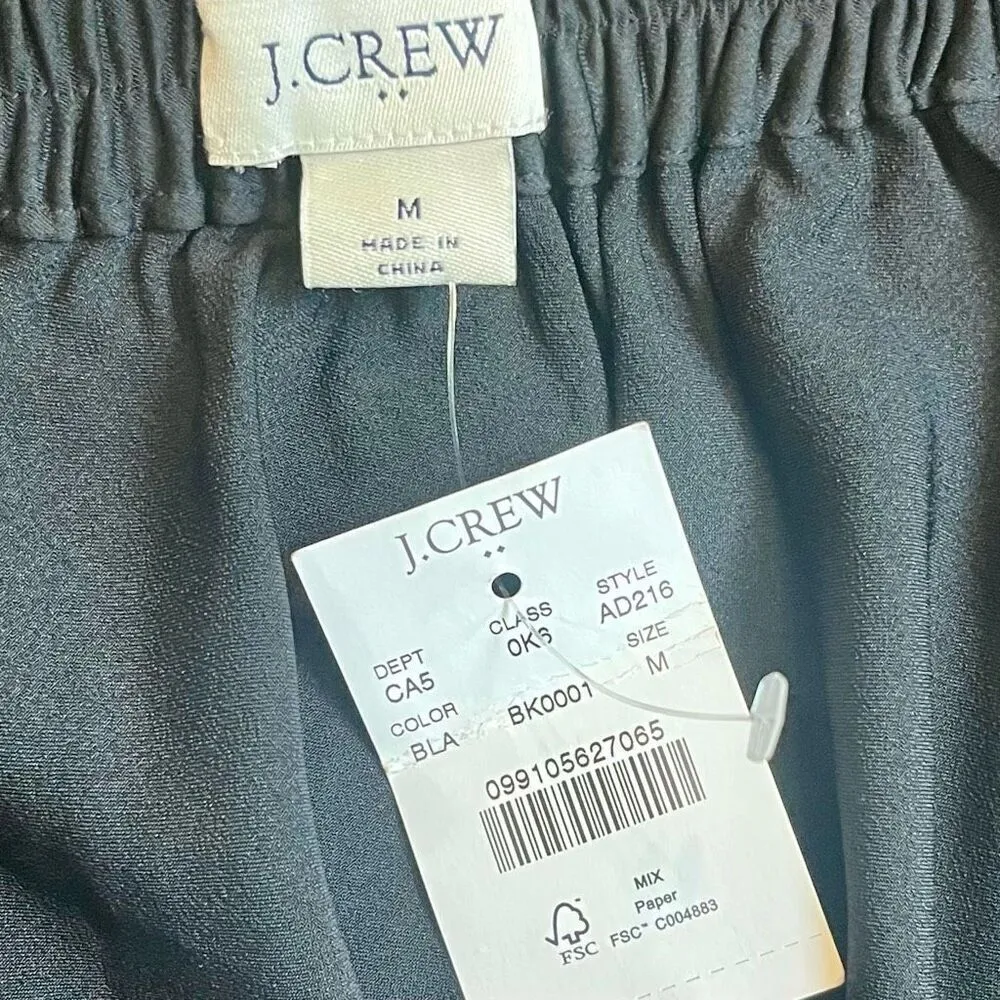 J.CREW
M
MADE IN
CHINA
J.CREW
DEPT CLASS STYLE
CA5 0K6 AD216
COLOR SIZE
BLA BK0001 M
099105627065
MIX
Paper
FSC FSC™ C004883